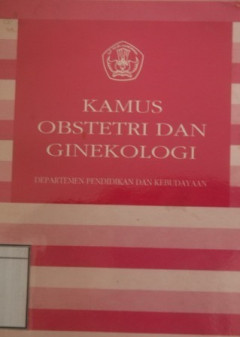 KAMUS
OBSTETRI DAN
GINEKOLOGI
DEPARTEMEN PENDIDIKAN DAN KEBUDAYAAN